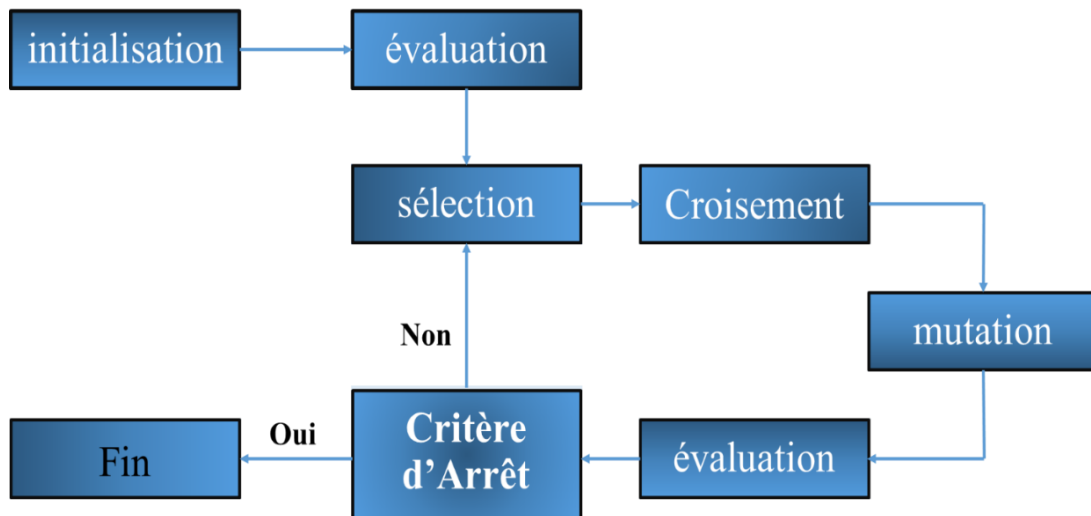 initialisation
évaluation
sélection
Croisement
mutation
évaluation
Critère
d’Arrêt
Non
Oui
Fin